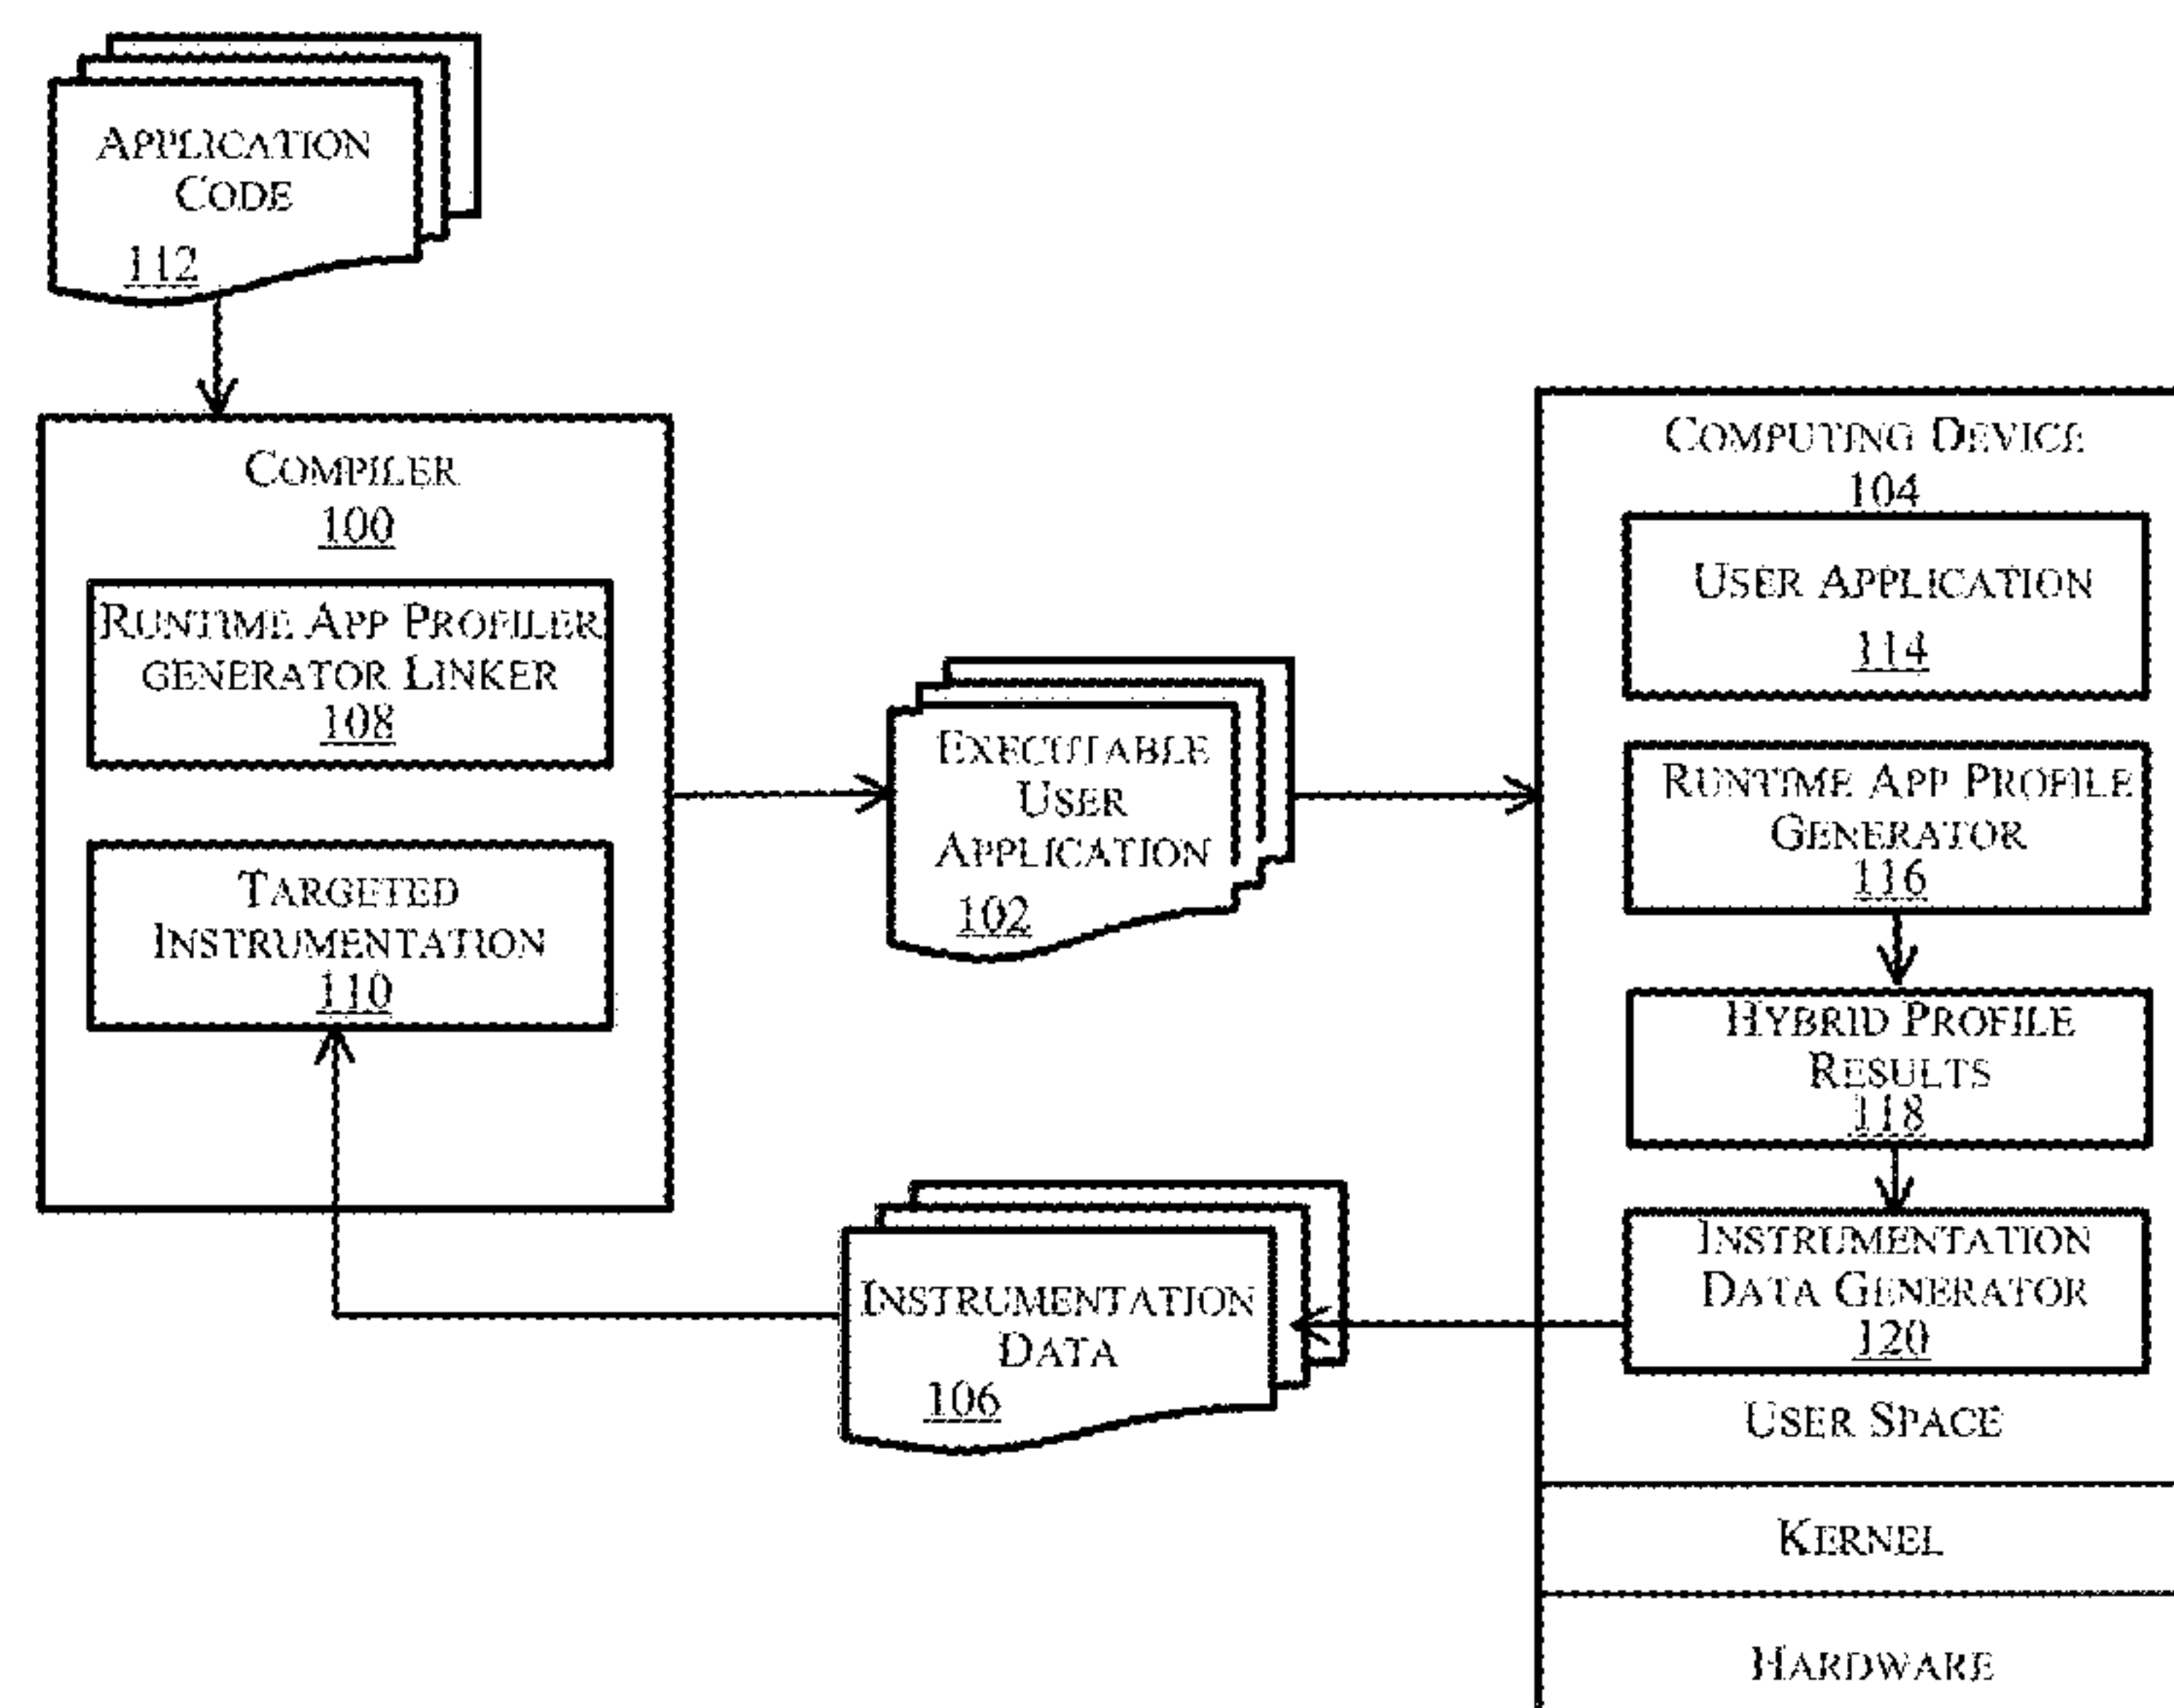 APPLICATION
CODE
112
COMPILER
100
RUNTIME APP PROFILER
GENERATOR LINKER
108
TARGETED
INSTRUMENTATION
110
EXECUTABLE
USER
APPLICATION
102
INSTRUMENTATION
DATA
106
COMPUTING DEVICE
104
USER APPLICATION
114
RUNTIME APP PROFILE
GENERATOR
116
HYBRID PROFILE
RESULTS
118
INSTRUMENTATION
DATA GENERATOR
120
USER SPACE
KERNEL
HARDWARE